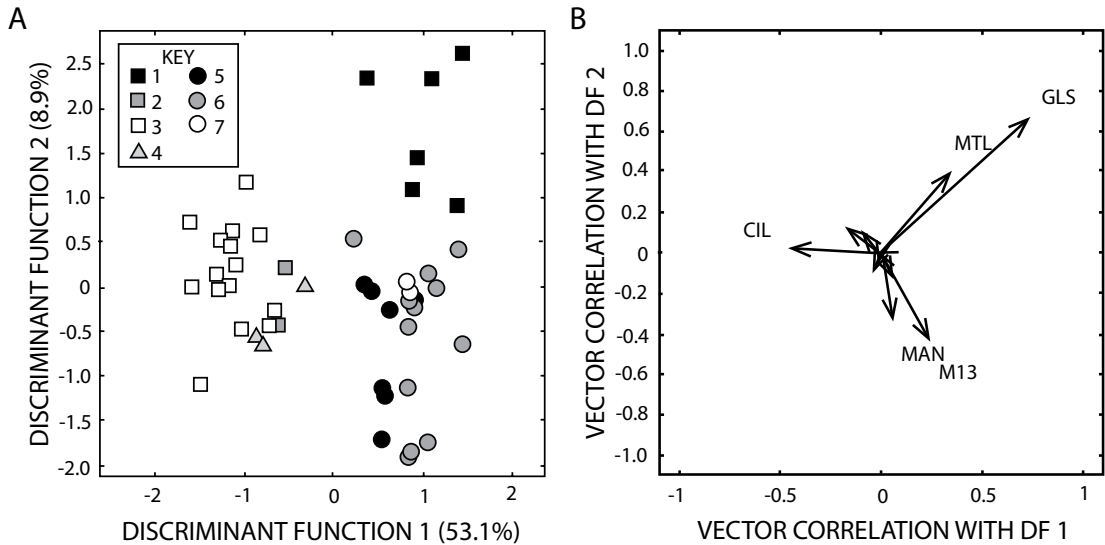 A
DISCRIMINANT FUNCTION 2 (8.9%)
2.5
2.0
1.5
1.0
0.5
0
-0.5
-1.0
-1.5
-2.0
KEY
1 5
2 6
3 7
4
-2 -1 0 1 2
DISCRIMINANT FUNCTION 1 (53.1%)
B
VECTOR CORRELATION WITH DF 2
1.0
0.8
0.6
0.4
0.2
0
-0.2
-0.4
-0.6
-0.8
-1.0
GLS
MTL
CIL
MAN
M13
-1 -0.5 0 0.5 1
VECTOR CORRELATION WITH DF 1